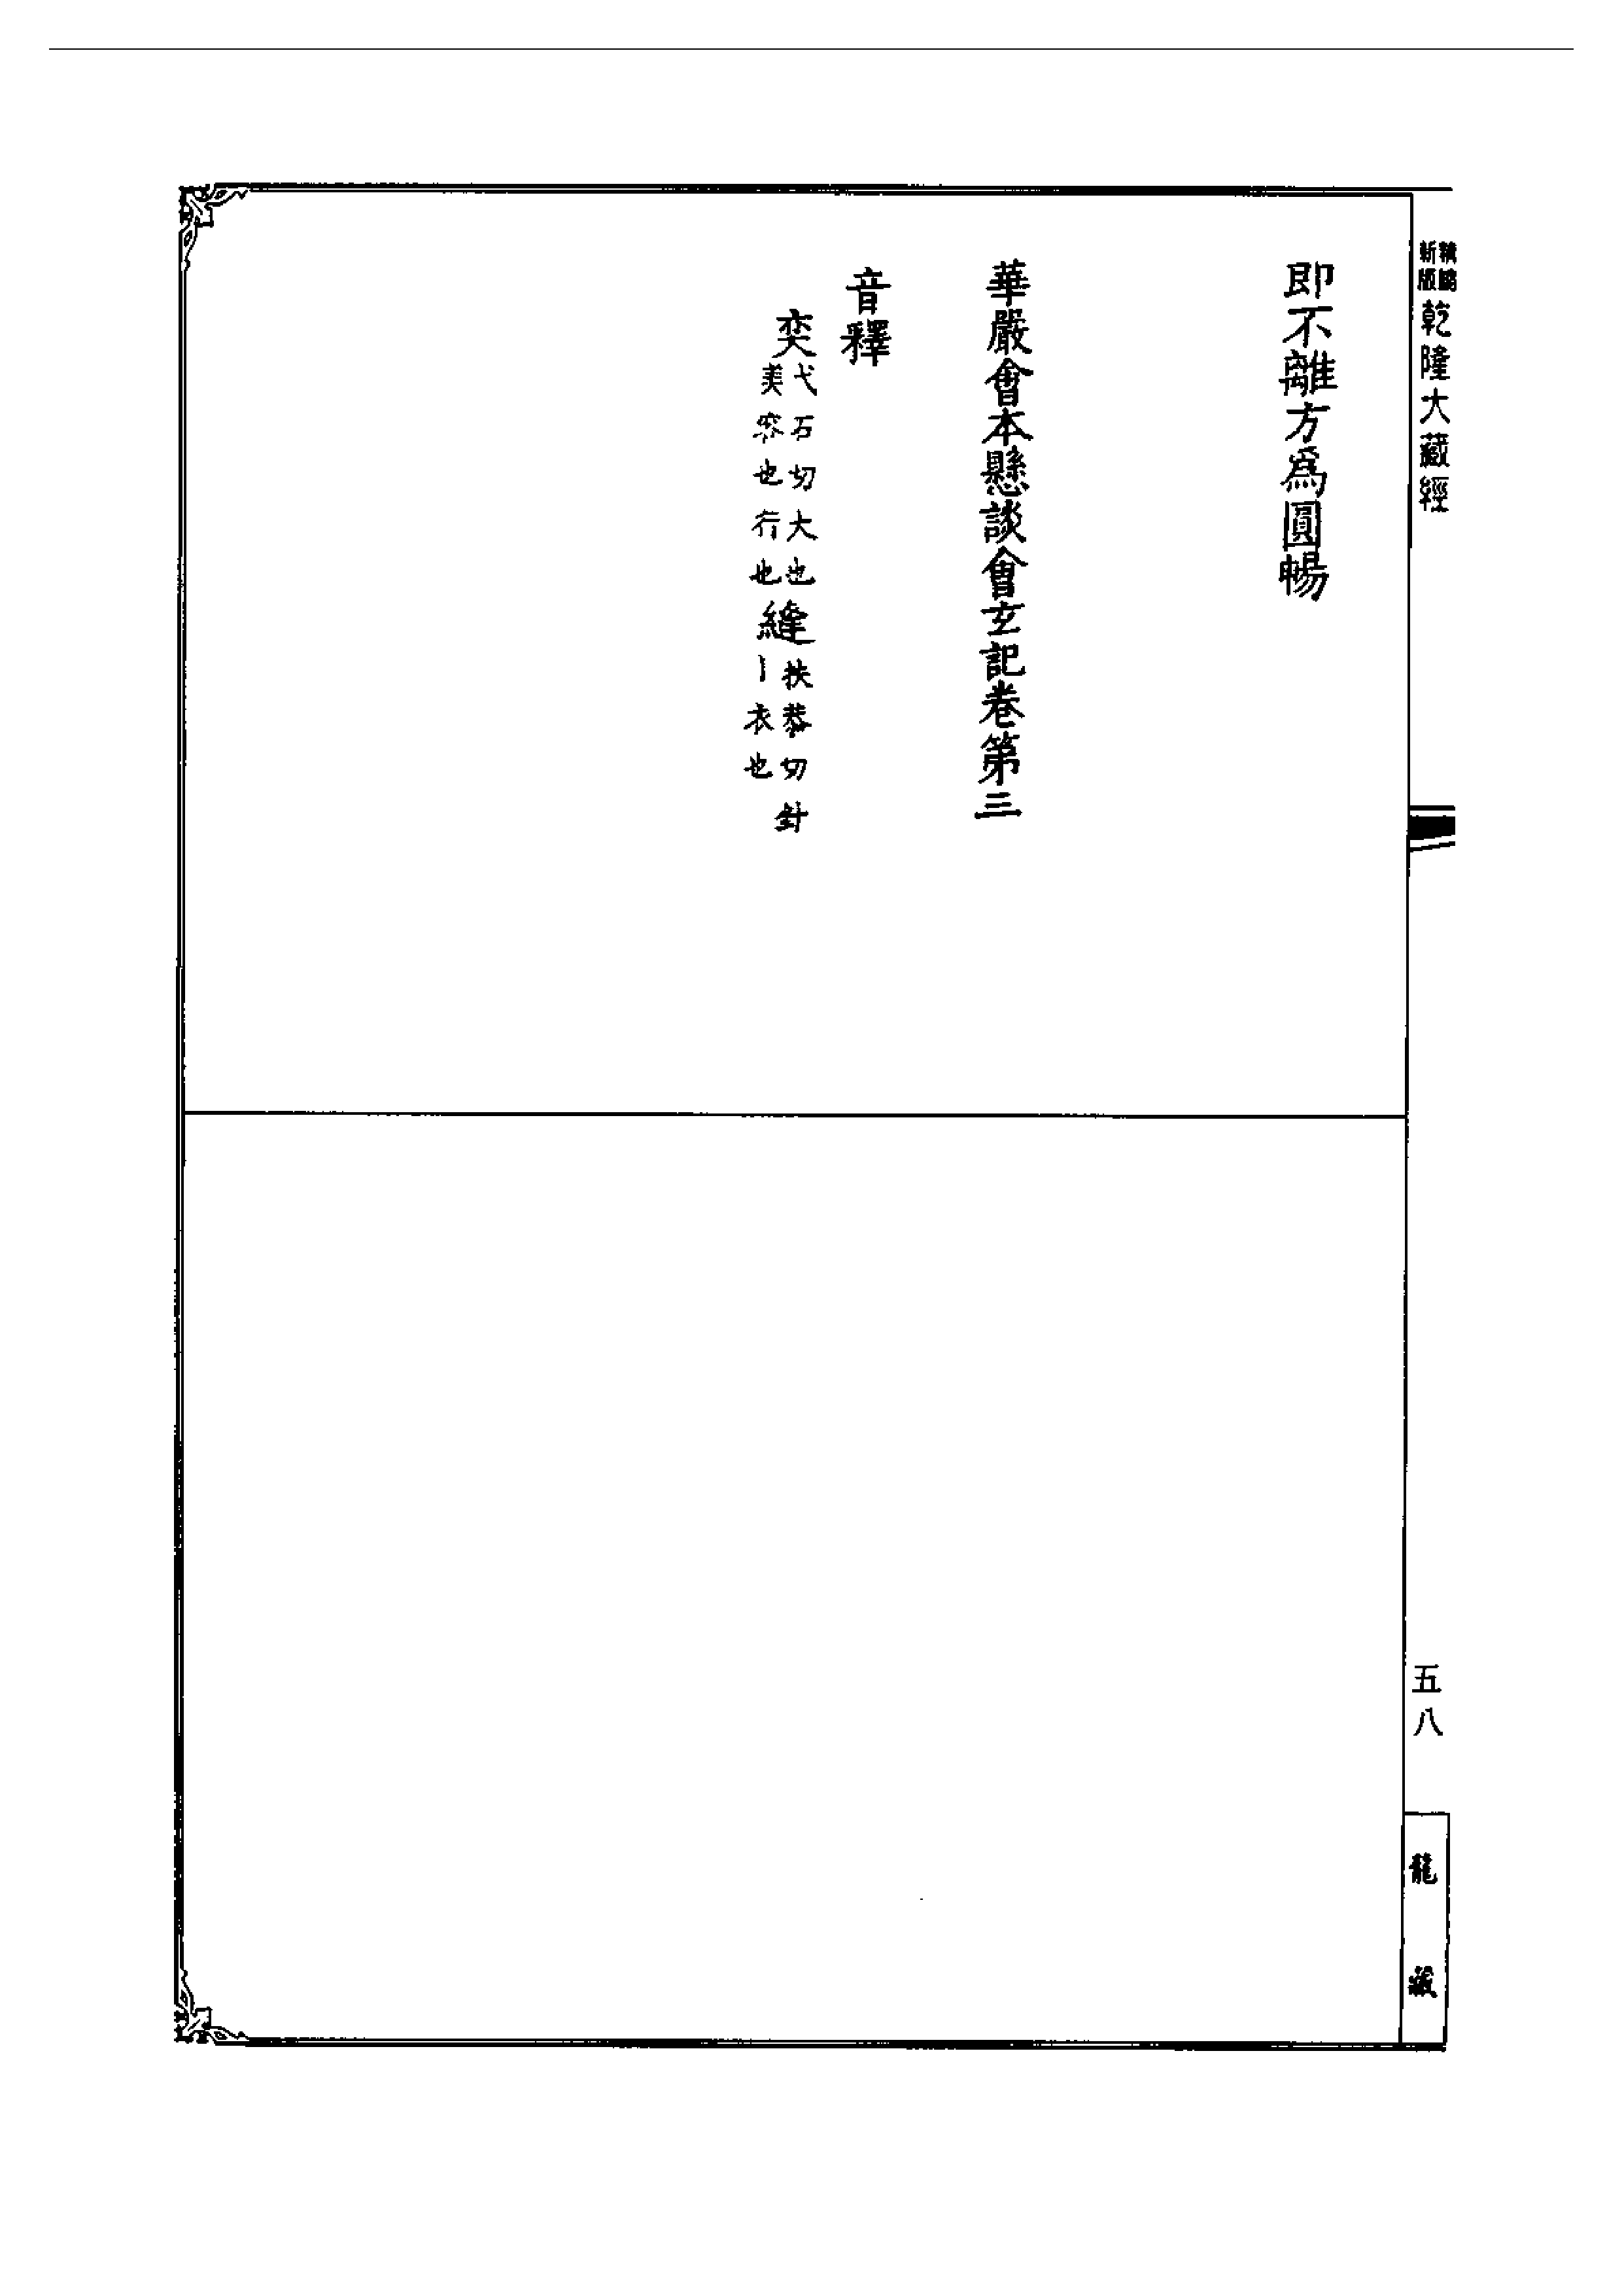 新編縮版乾隆大藏經
即不離方為圓暢
華嚴會本懸談會玄記卷第三
音釋
奕弋石切大也美容也行也縫扶恭切針丨衣也
五八
龍藏